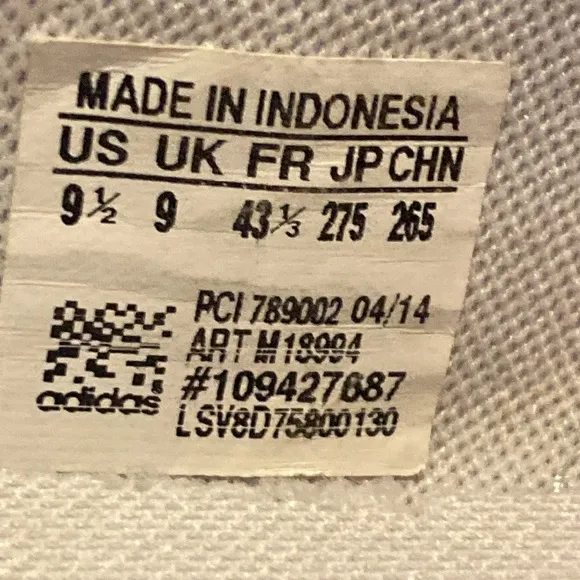 MADE IN INDONESIA
US UK FR JP CHN
9½ 9 43⅓ 275 265
PCI 789002 04/14
ART M18994
#109427687
adidas
LSV8D75800130